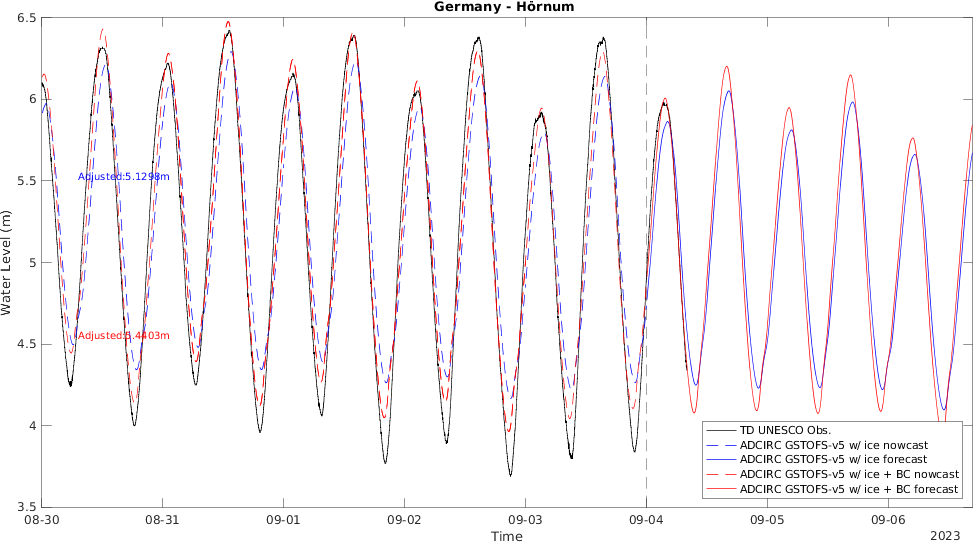 Germany - Hörnum
6.5
6
5.5
5
4.5
4
3.5
Water Level (m)
Adjusted:5.1298m
Adjusted:5.4403m
TD UNESCO Obs.
ADCIRC GSTOFS-v5 w/ ice nowcast
ADCIRC GSTOFS-v5 w/ ice forecast
ADCIRC GSTOFS-v5 w/ ice + BC nowcast
ADCIRC GSTOFS-v5 w/ ice + BC forecast
08-30 08-31 09-01 09-02 09-03 09-04 09-05 09-06
Time
2023